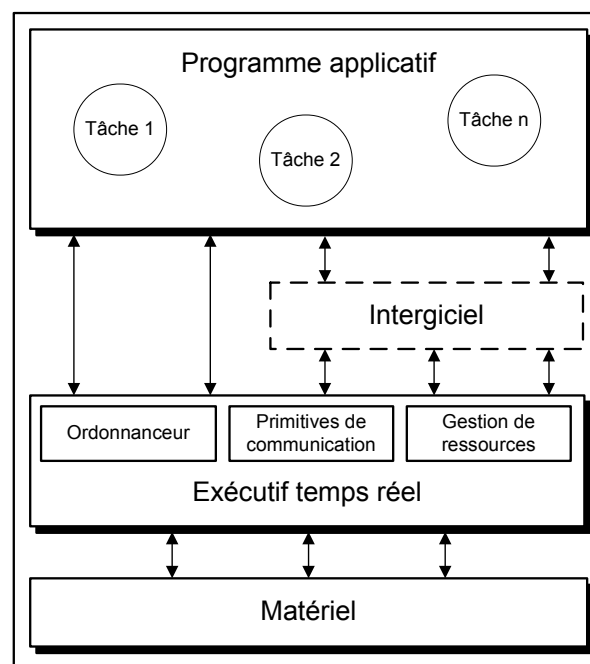 Programme applicatif
Tâche 1
Tâche 2
Tâche n
Intergiciel
Ordonnanceur
Primitives de
communication
Gestion de
ressources
Exécutif temps réel
Matériel